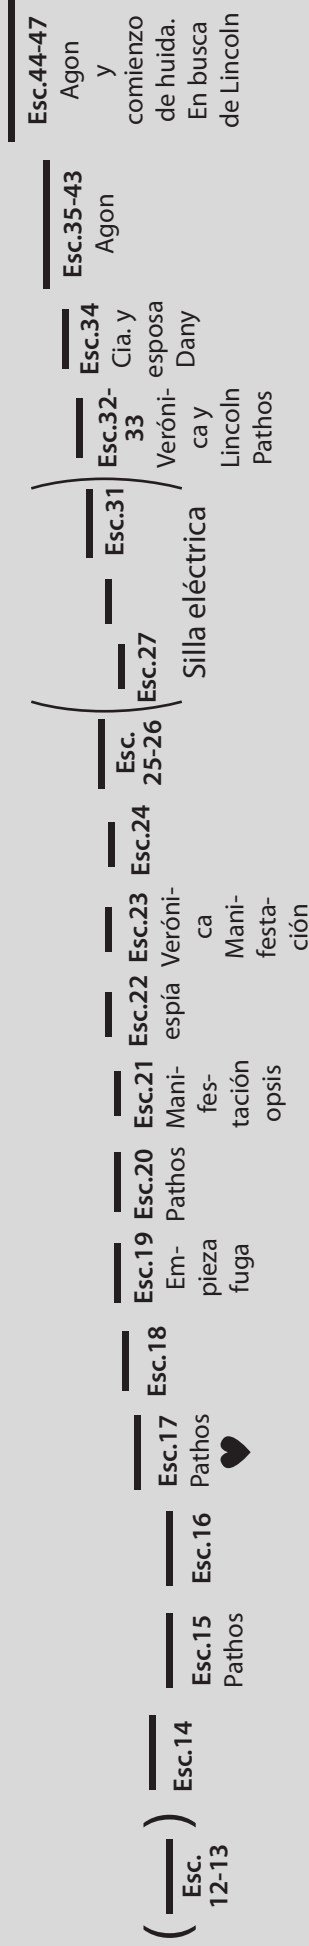 Esc.
12-13
Esc.14
Esc.15
Pathos
Esc.16
Esc.17
Pathos
Esc.18
Esc.19
Em-
pieza
fuga
Esc.20
Pathos
Esc.21
Mani-
fes-
tación
opsis
Esc.22
espía
Esc.23
Veróni-
ca
Mani-
festa-
ción
Esc.24
Esc.
25-26
Esc.27
Esc.31
Silla eléctrica
Esc.32-
33
Veróni-
ca y
Lincoln
Pathos
Esc.34
Cia. y
esposa
Dany
Esc.35-43
Agon
Esc.44-47
Agon
y
comienzo
de huida.
En busca
de Lincoln